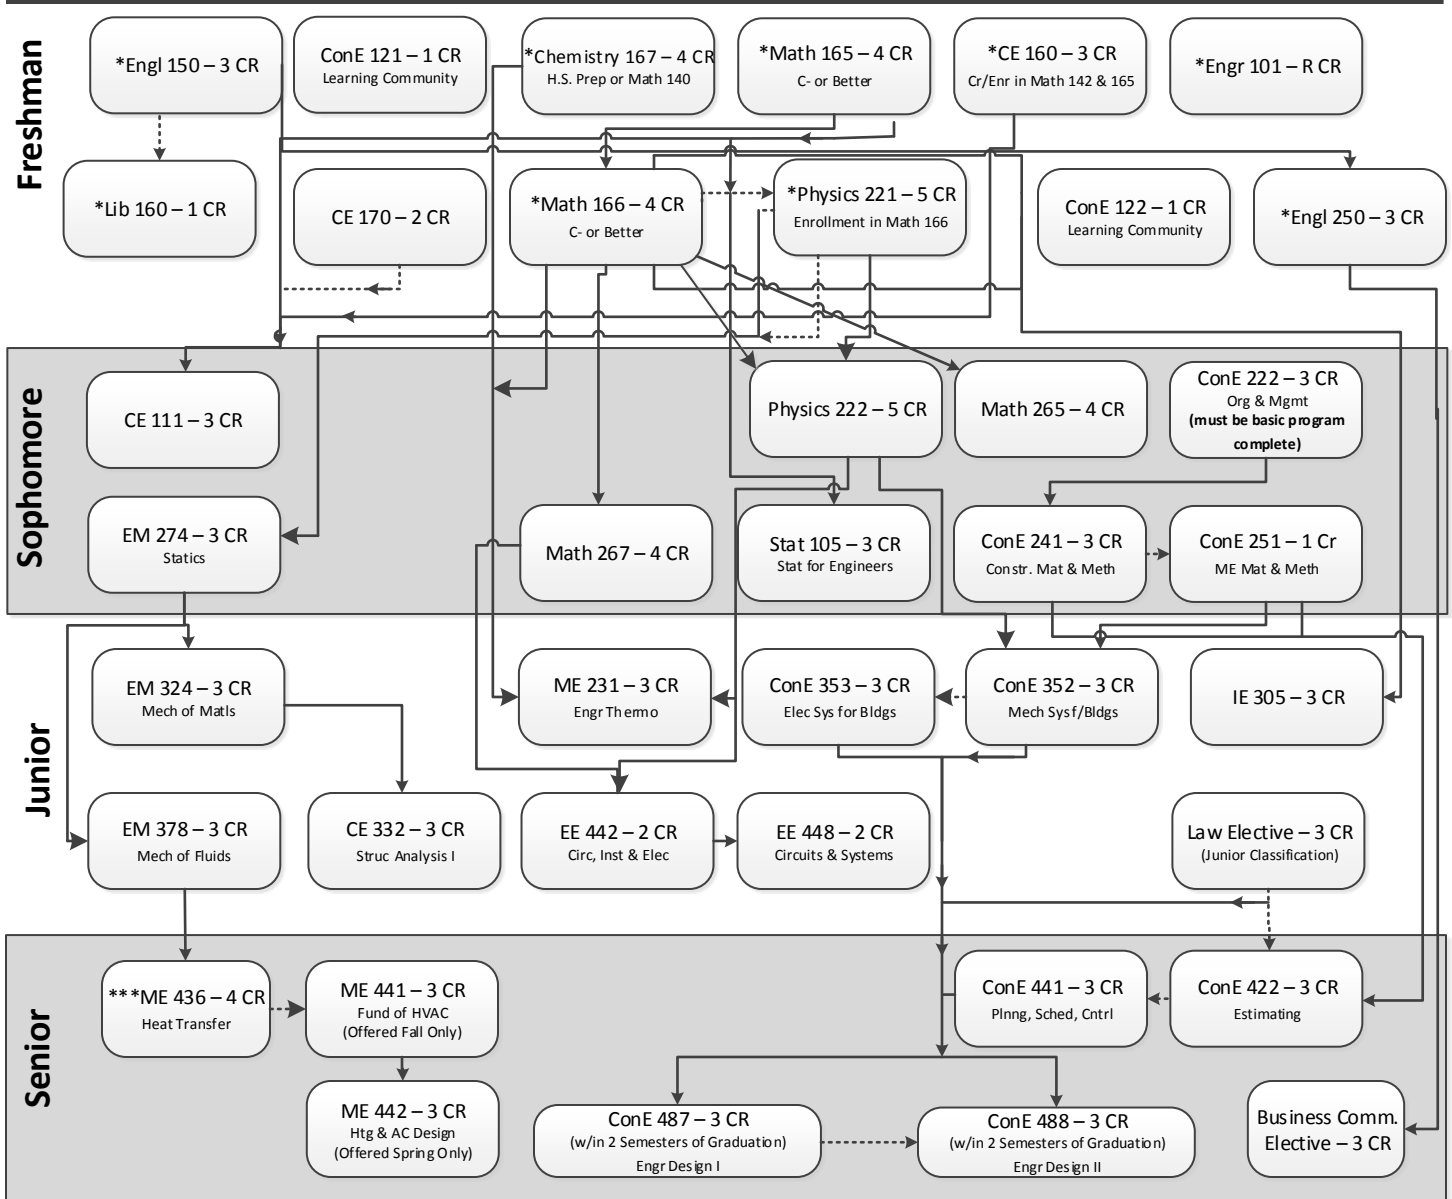 Freshman
*Engl 150 – 3 CR
ConE 121 – 1 CR
Learning Community
*Chemistry 167 – 4 CR
H.S. Prep or Math 140
*Math 165 – 4 CR
C- or Better
*CE 160 – 3 CR
Cr/Enr in Math 142 & 165
*Engr 101 – R CR
*Lib 160 – 1 CR
CE 170 – 2 CR
*Math 166 – 4 CR
C- or Better
*Physics 221 – 5 CR
Enrollment in Math 166
ConE 122 – 1 CR
Learning Community
*Engl 250 – 3 CR
Sophomore
CE 111 – 3 CR
Physics 222 – 5 CR
Math 265 – 4 CR
ConE 222 – 3 CR
Org & Mgmt
(must be basic program
complete)
EM 274 – 3 CR
Statics
Math 267 – 4 CR
Stat 105 – 3 CR
Stat for Engineers
ConE 241 – 3 CR
Constr. Mat & Meth
ConE 251 – 1 Cr
ME Mat & Meth
Junior
EM 324 – 3 CR
Mech of Matls
ME 231 – 3 CR
Engr Thermo
ConE 353 – 3 CR
Elec Sys for Bldgs
ConE 352 – 3 CR
Mech Sys f/Bldgs
IE 305 – 3 CR
EM 378 – 3 CR
Mech of Fluids
CE 332 – 3 CR
Struc Analysis I
EE 442 – 2 CR
Circ, Inst & Elec
EE 448 – 2 CR
Circuits & Systems
Law Elective – 3 CR
(Junior Classification)
Senior
***ME 436 – 4 CR
Heat Transfer
ME 441 – 3 CR
Fund of HVAC
(Offered Fall Only)
ConE 441 – 3 CR
Plnng, Sched, Cntrl
ConE 422 – 3 CR
Estimating
ME 442 – 3 CR
Htg & AC Design
(Offered Spring Only)
ConE 487 – 3 CR
(w/in 2 Semesters of Graduation)
Engr Design I
ConE 488 – 3 CR
(w/in 2 Semesters of Graduation)
Engr Design II
Business Comm.
Elective – 3 CR